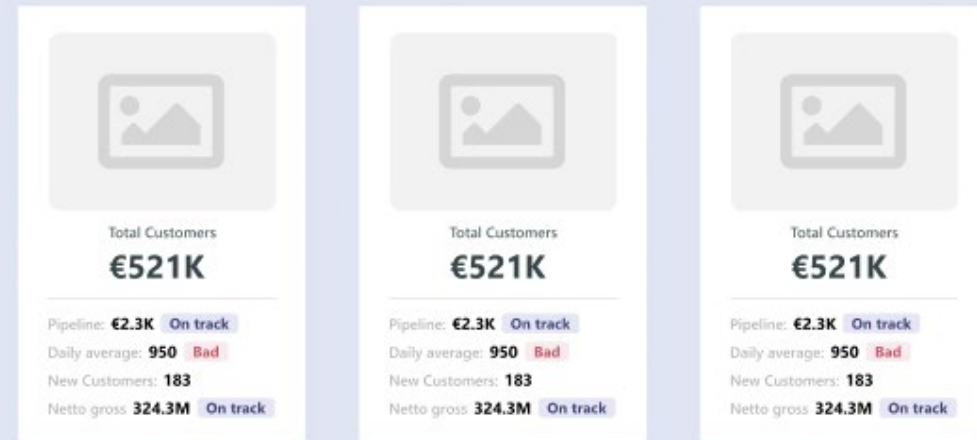 Total Customers
€521K
Pipeline: €2.3K On track
Daily average: 950 Bad
New Customers: 183
Netto gross 324.3M On track
Total Customers
€521K
Pipeline: €2.3K On track
Daily average: 950 Bad
New Customers: 183
Netto gross 324.3M On track
Total Customers
€521K
Pipeline: €2.3K On track
Daily average: 950 Bad
New Customers: 183
Netto gross 324.3M On track